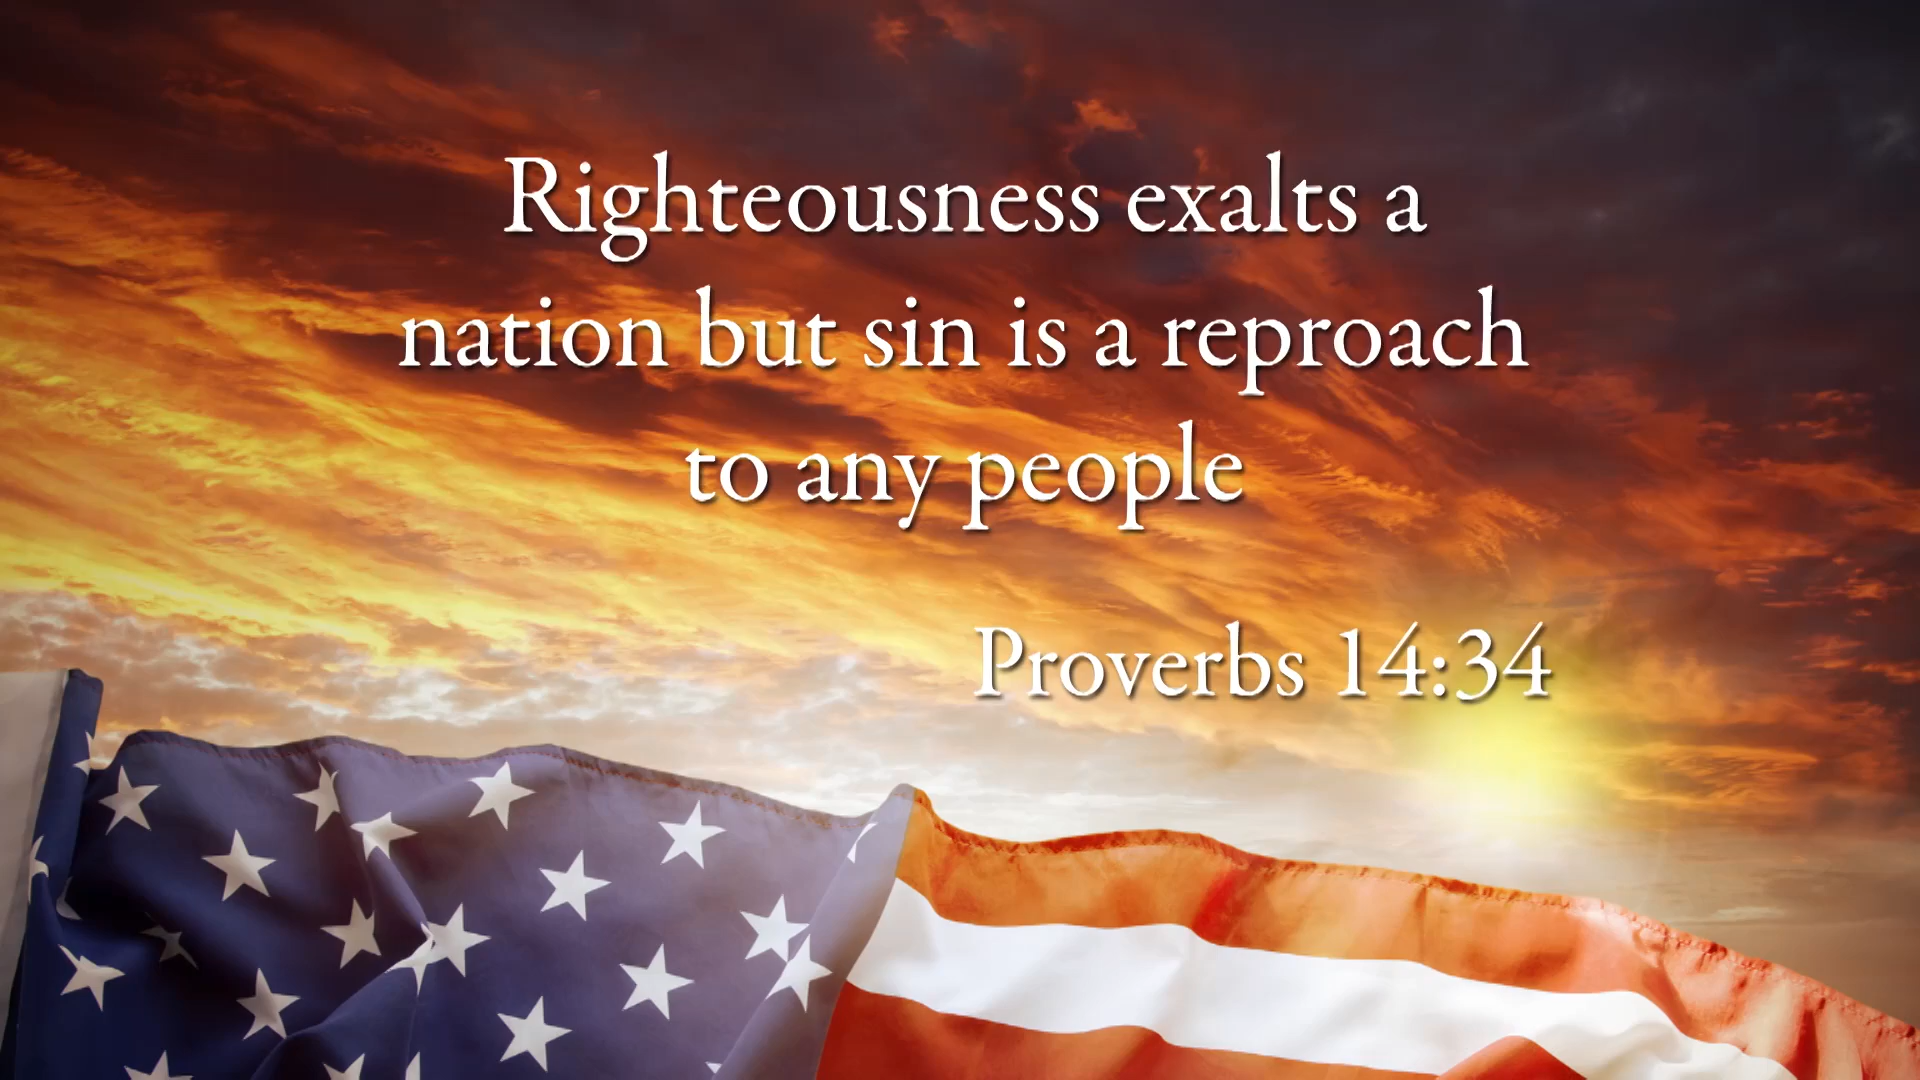 Righteousness exalts a
nation but sin is a reproach
to any people
Proverbs 14:34